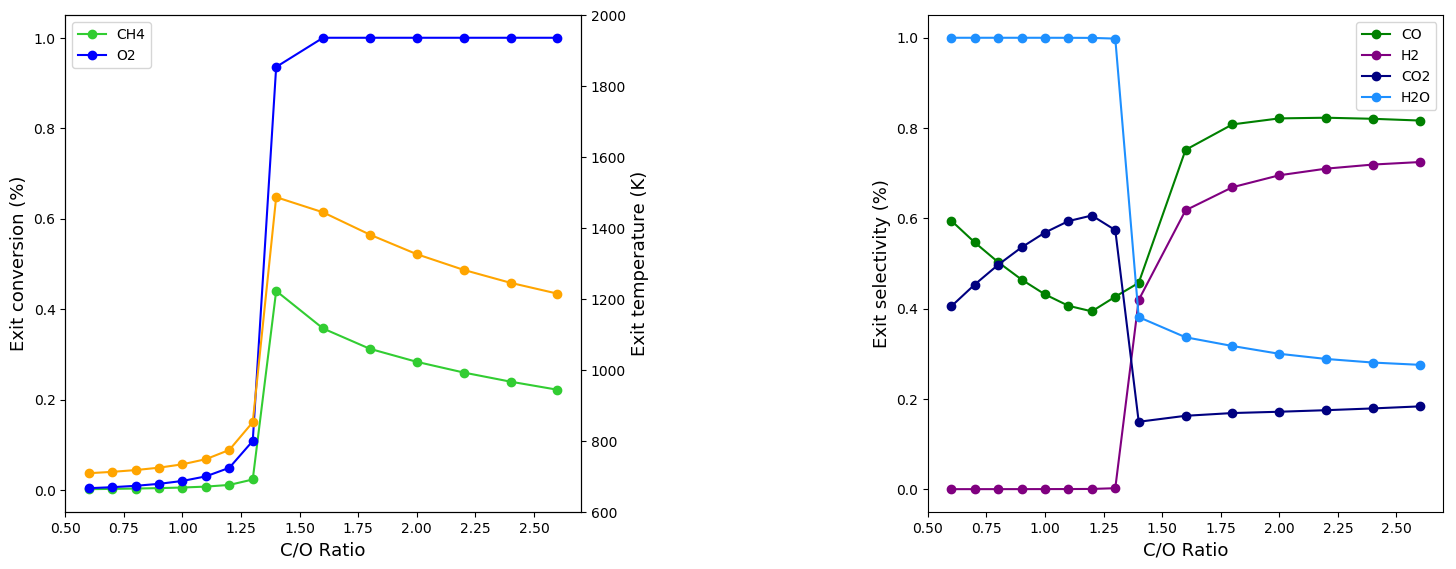 CH4
O2
1.0
0.8
0.6
0.4
0.2
0.0
Exit conversion (%)
0.50 0.75 1.00 1.25 1.50 1.75 2.00 2.25 2.50
C/O Ratio
2000
1800
1600
1400
1200
1000
800
600
Exit temperature (K)
CO
H2
CO2
H2O
1.0
0.8
0.6
0.4
0.2
0.0
Exit selectivity (%)
0.50 0.75 1.00 1.25 1.50 1.75 2.00 2.25 2.50
C/O Ratio